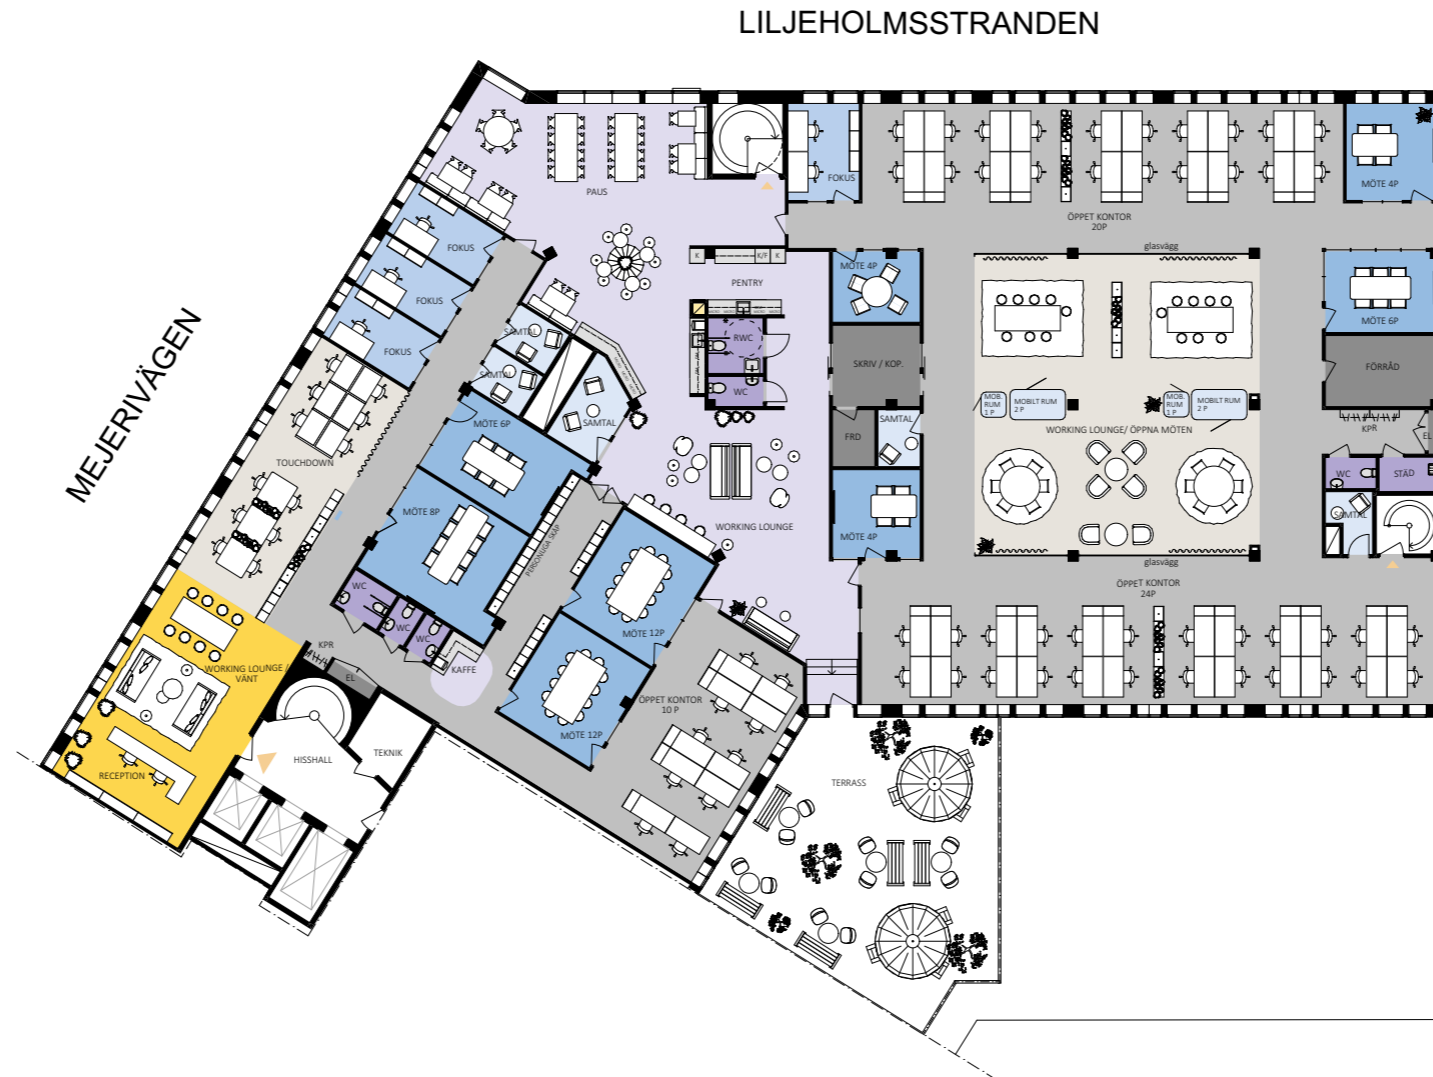 LILJEHOLMSSTRANDEN
MEJERIVÄGEN
PAUS
FOKUS
ÖPPET KONTOR
20P
MÖTE 4P
FOKUS
FOKUS
FOKUS
glasvägg
K
K/F
K
PENTRY
MÖTE 4P
MÖTE 6P
SAMTAL
SAMTAL
SAMTAL
RWC
WC
SKRIV / KOP.
FÖRRÅD
MOB.
RUM
1 P
MOBILT RUM
2 P
MOB.
RUM
1 P
MOBILT RUM
2 P
WORKING LOUNGE/ ÖPPNA MÖTEN
KPR
EL
FRD
SAMTAL
TOUCHDOWN
MÖTE 6P
MÖTE 8P
PERSONLIGA SKÅP
WORKING LOUNGE
MÖTE 4P
WC
STÄD
SAMTAL
glasvägg
ÖPPET KONTOR
24P
WC
WC
WC
KAFFE
MÖTE 12P
MÖTE 12P
KPR
EL
WORKING LOUNGE /
VÄNT
RECEPTION
HISSHALL
TEKNIK
ÖPPET KONTOR
10 P
TERRASS